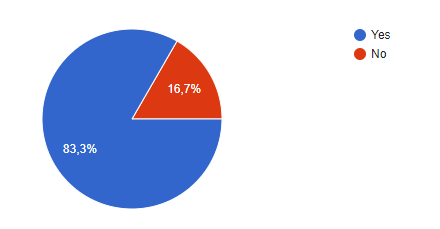 Yes
No
16,7%
83,3%